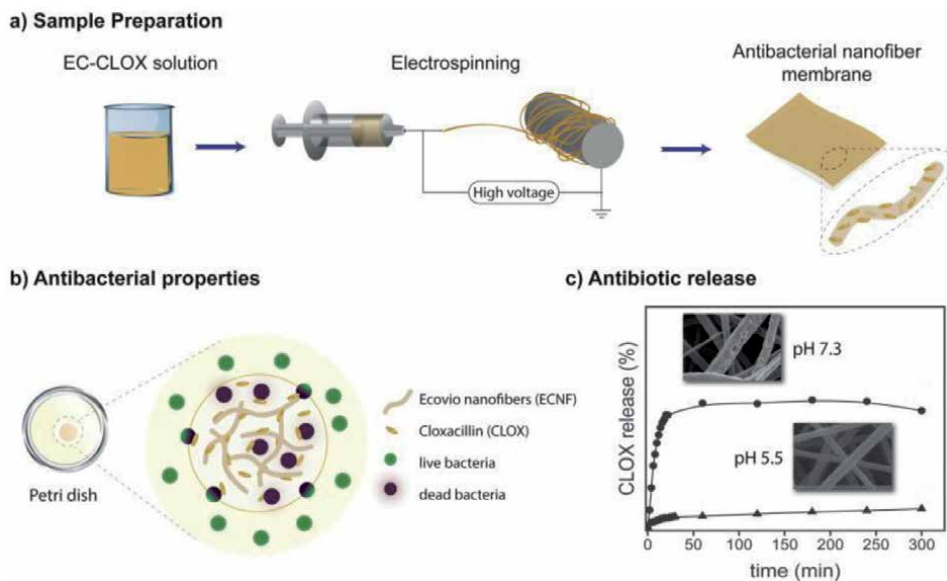 a) Sample Preparation
EC-CLOX solution
Electrospinning
Antibacterial nanofiber
membrane
High voltage
b) Antibacterial properties
Petri dish
Ecovio nanofibers (ECNF)
Cloxacillin (CLOX)
live bacteria
dead bacteria
c) Antibiotic release
CLOX release (%)
pH 7.3
pH 5.5
0 50 100 150 200 250 300
time (min)